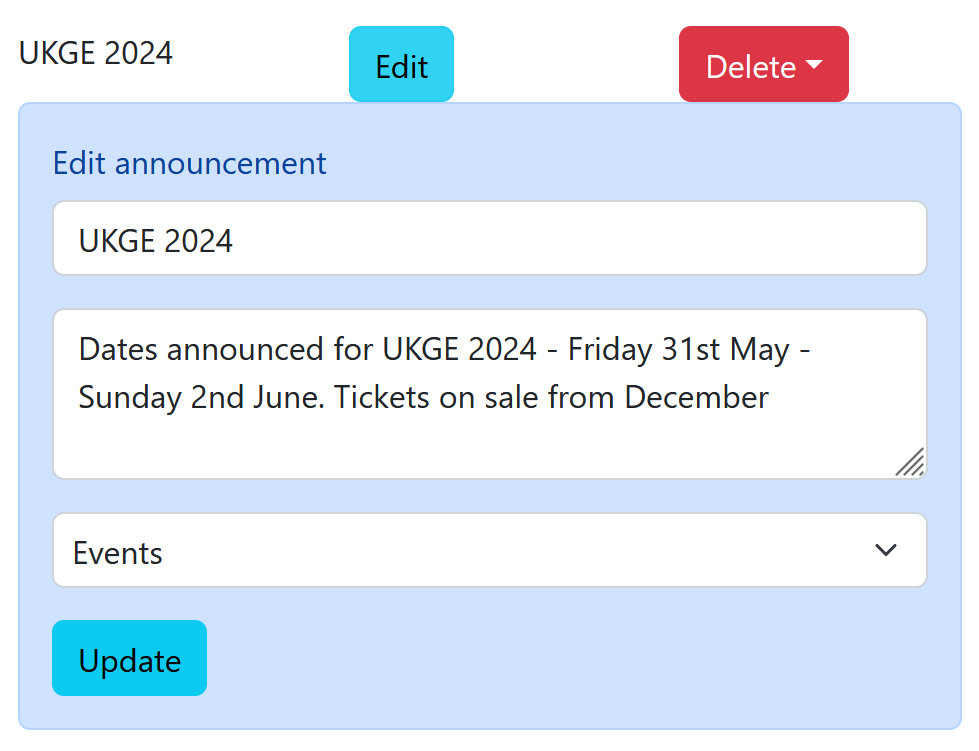 UKGE 2024
Edit
Delete
Edit announcement
UKGE 2024
Dates announced for UKGE 2024 - Friday 31st May -
Sunday 2nd June. Tickets on sale from December
Events
Update